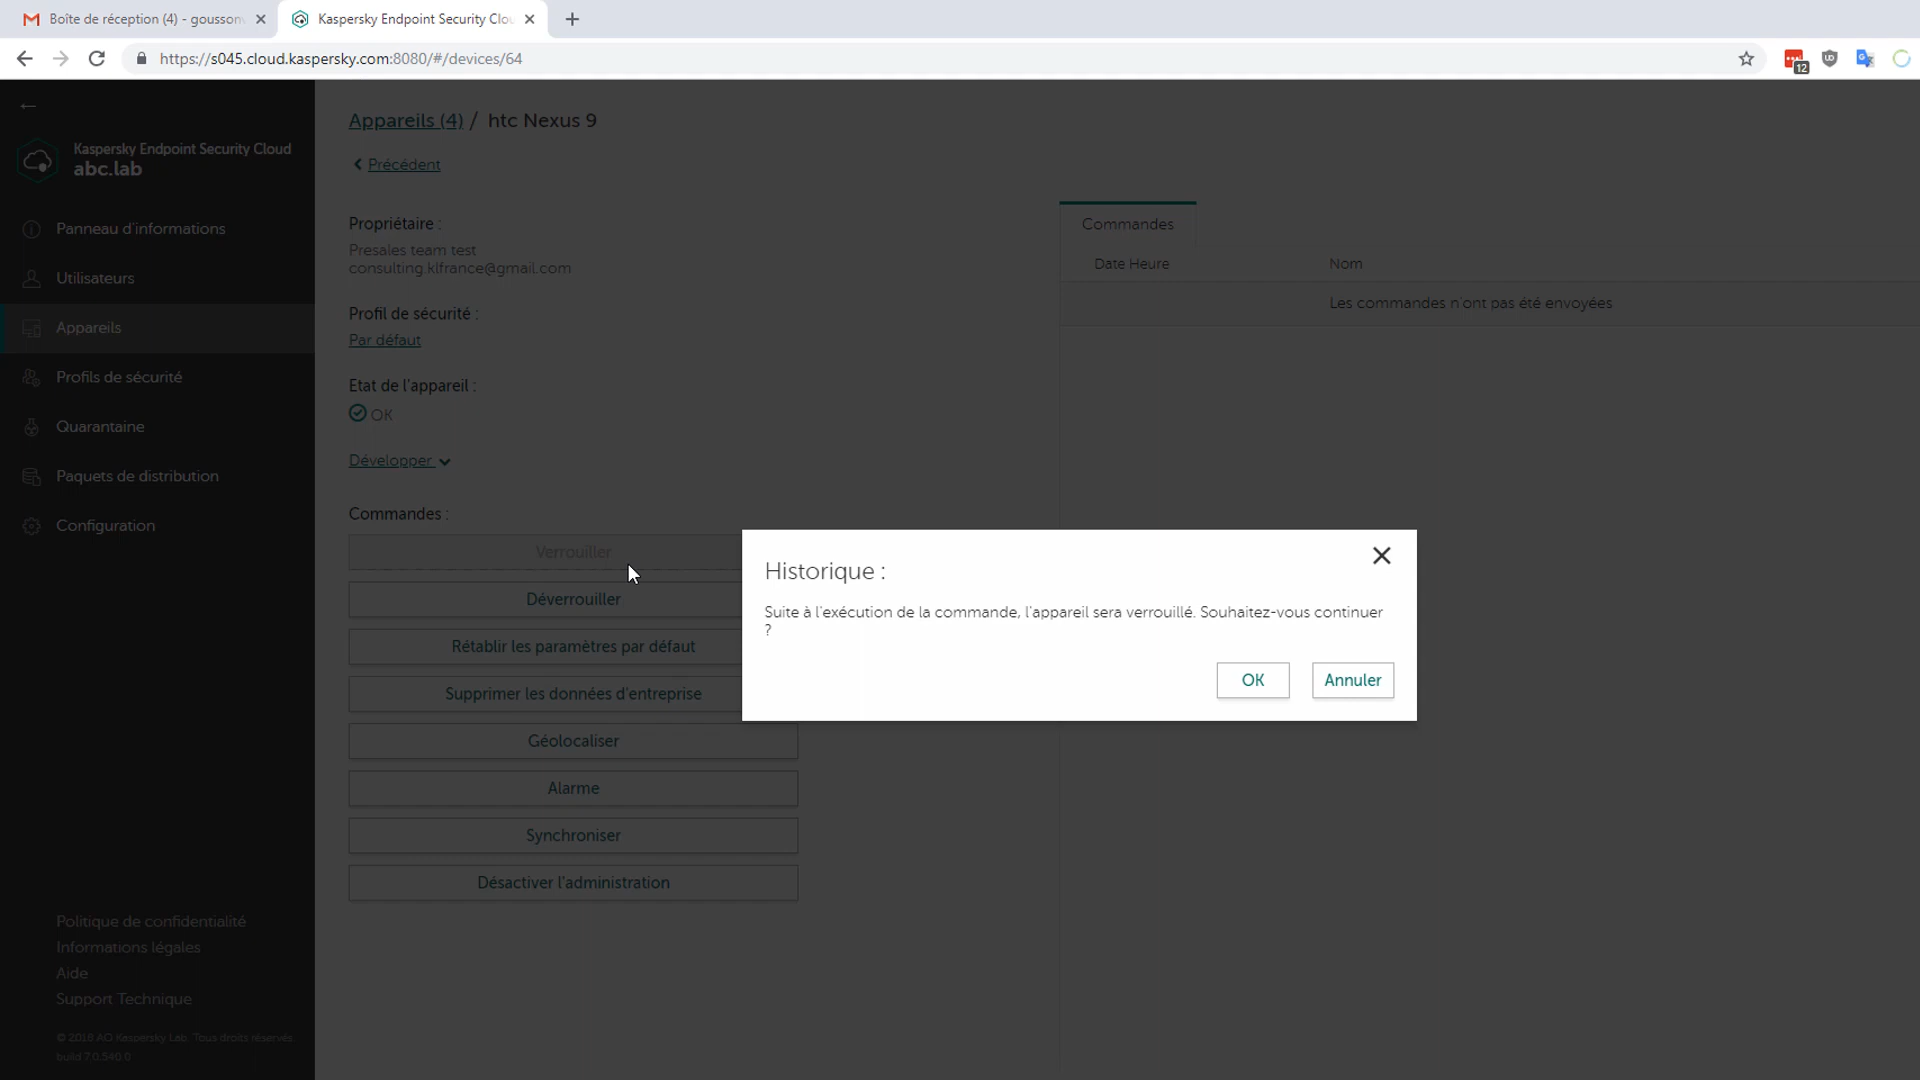 Boîte de réception (4) - gousson
Kaspersky Endpoint Security Clo
https://s045.cloud.kaspersky.com:8080/#/devices/64
12
Kaspersky Endpoint Security Cloud
abc.lab
Panneau d'informations
Utilisateurs
Appareils
Profils de sécurité
Quarantaine
Paquets de distribution
Configuration
Politique de confidentialité
Informations légales
Aide
Support Technique
© 2018 AO Kaspersky Lab. Tous droits réservés.
build 7.0.540.0
Appareils (4) / htc Nexus 9
Précédent
Propriétaire :
Presales team test
consulting.klfrance@gmail.com
Profil de sécurité :
Par défaut
Etat de l'appareil :
OK
Développer
Commandes :
Verrouiller
Déverrouiller
Rétablir les paramètres par défaut
Supprimer les données d'entreprise
Géolocaliser
Alarme
Synchroniser
Désactiver l'administration
Commandes
Date Heure Nom
Les commandes n'ont pas été envoyées
Historique :
Suite à l'exécution de la commande, l'appareil sera verrouillé. Souhaitez-vous continuer
?
OK Annuler